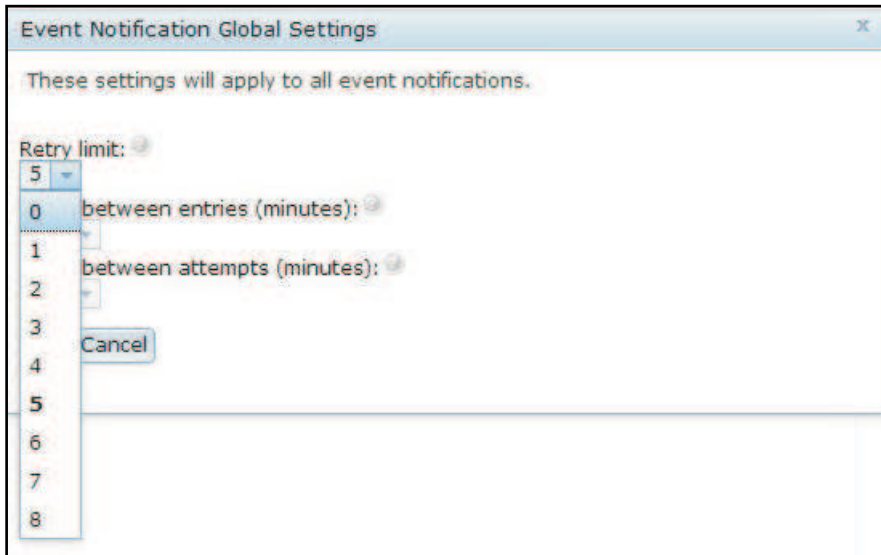 Event Notification Global Settings x
These settings will apply to all event notifications.
Retry limit:
5
0
between entries (minutes):
1
between attempts (minutes):
2
3
Cancel
4
5
6
7
8